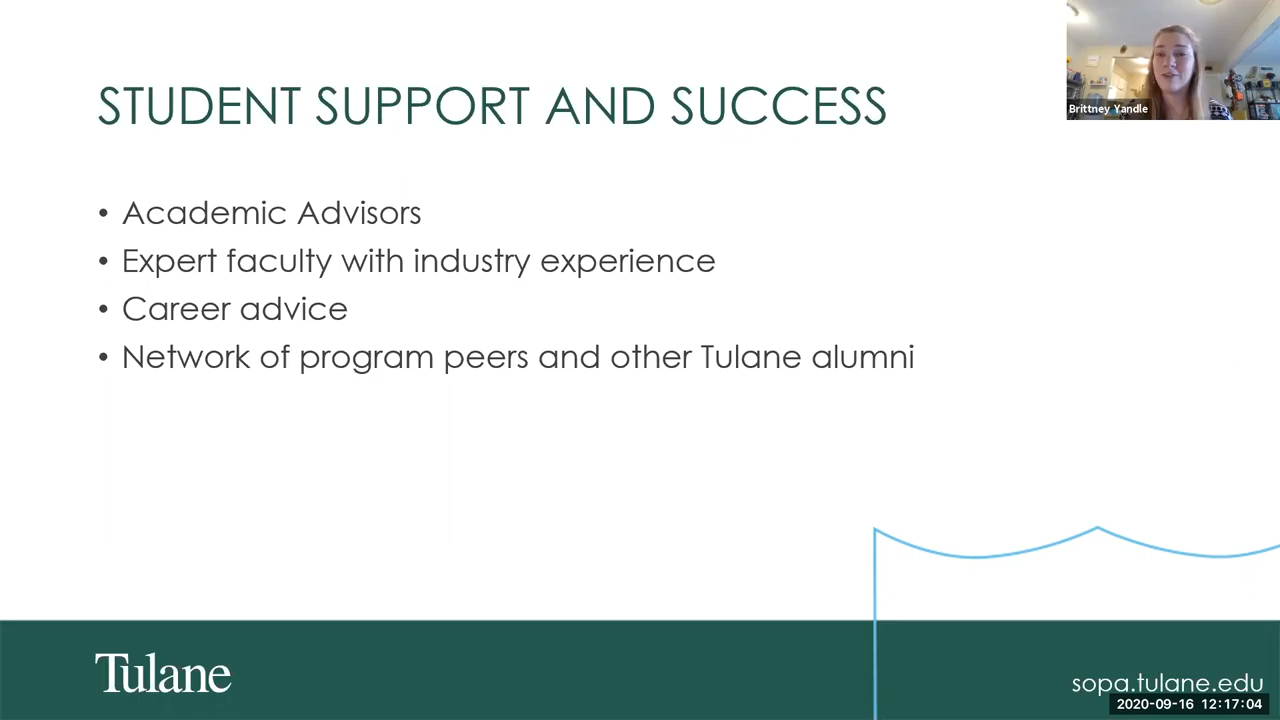 STUDENT SUPPORT AND SUCCESS
Brittney Yandle
• Academic Advisors
• Expert faculty with industry experience
• Career advice
• Network of program peers and other Tulane alumni
Tulane
sopa.tulane.edu
2020-09-16 12:17:04